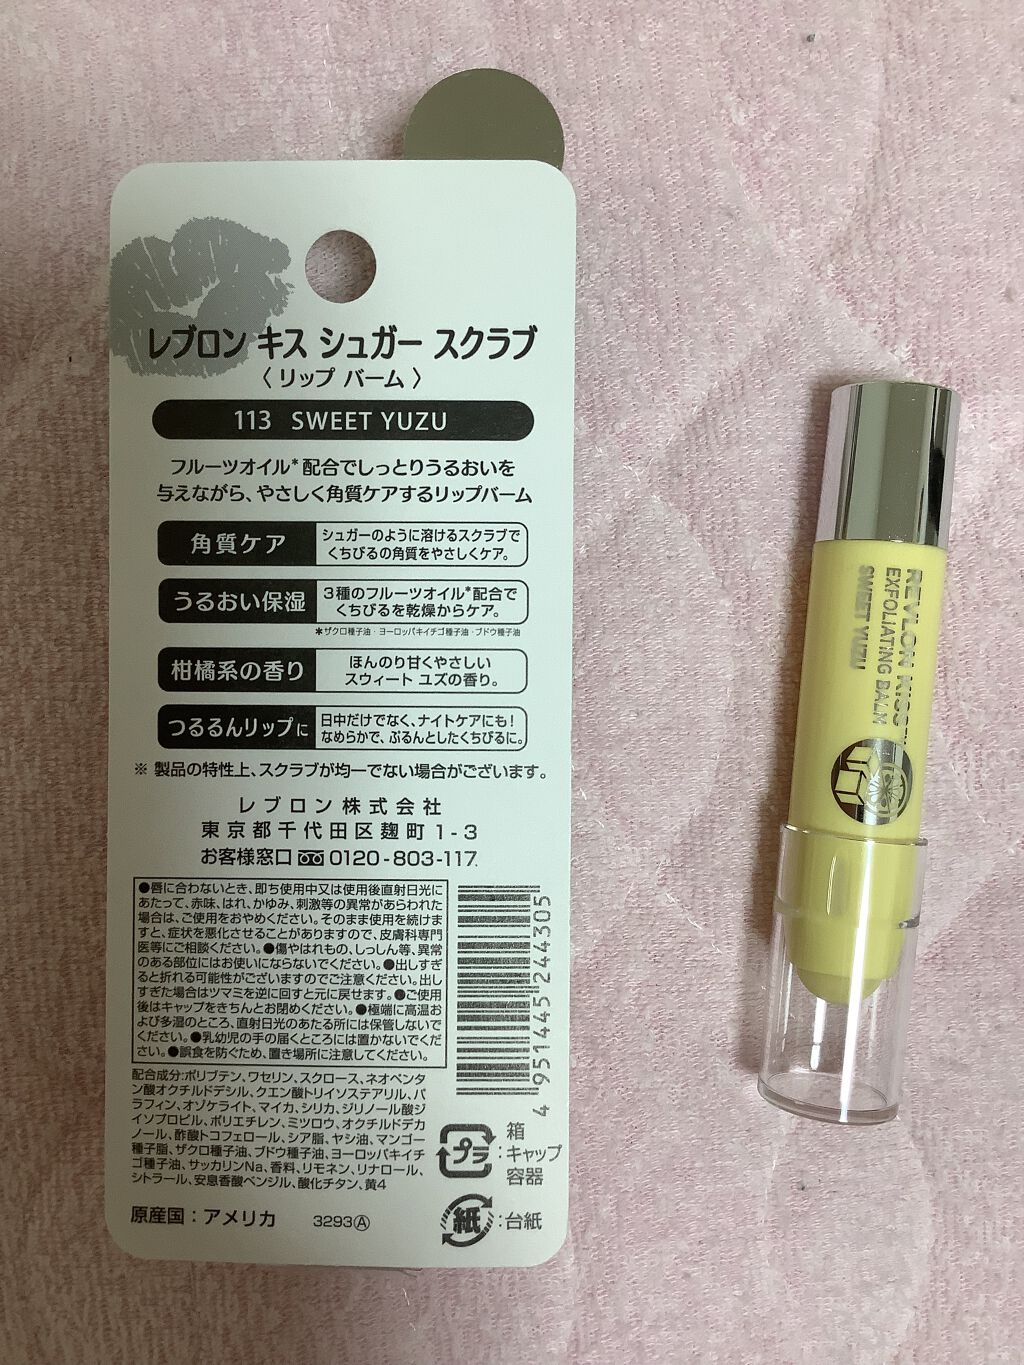 レブロン キス シュガー スクラブ
〈 リップ バーム 〉
113 SWEET YUZU
フルーツオイル*配合でしっとりうるおいを
与えながら、やさしく角質ケアするリップバーム
角質ケア
シュガーのように溶けるスクラブで
くちびるの角質をやさしくケア。
うるおい保湿
3種のフルーツオイル*配合で
くちびるを乾燥からケア。
*ザクロ種子油・ヨーロッパキイチゴ種子油・ブドウ種子油
柑橘系の香り
ほんのり甘くやさしい
スウィート ユズの香り。
つるるんリップに
日中だけでなく、ナイトケアにも!
なめらかで、ぷるんとしたくちびるに。
※ 製品の特性上、スクラブが均一でない場合がございます。
レブロン株式会社
東京都千代田区麹町1-3
お客様窓口 0120-803-117
●唇に合わないとき、即ち使用中又は使用後直射日光に
あたって、赤味、はれ、かゆみ、刺激等の異常があらわれた
場合は、ご使用をおやめください。そのまま使用を続けま
すと、症状を悪化させることがありますので、皮膚科専門
医等にご相談ください。●傷やはれもの、しっしん等、異常
のある部位にはお使いにならないでください。●出しすぎ
ると折れる可能性がございますのでご注意ください。出し
すぎた場合はツマミを逆に回すと元に戻せます。●ご使用
後はキャップをきちんとお閉めください。●極端に高温お
よび多湿のところ、直射日光のあたる所には保管しないで
ください。●乳幼児の手の届くところには置かないでくだ
さい。●誤食を防ぐため、置き場所に注意してください。
4951445244305
配合成分:ポリブテン、ワセリン、スクロース、ネオペンタ
ン酸オクチルドデシル、クエン酸トリイソステアリル、パ
ラフィン、オゾケライト、マイカ、シリカ、ジリノール酸ジ
イソプロピル、ポリエチレン、ミツロウ、オクチルドデカ
ノール、酢酸トコフェロール、シア脂、ヤシ油、マンゴー
種子脂、ザクロ種子油、ブドウ種子油、ヨーロッパキイチ
ゴ種子油、サッカリンNa、香料、リモネン、リナロール、
シトラール、安息香酸ベンジル、酸化チタン、黄4
プラ
箱
:キャップ
容器
原産国:アメリカ
3293Ⓐ
紙:台紙
REVLON KISS™
EXFOLIATING BALM
SWEET YUZU